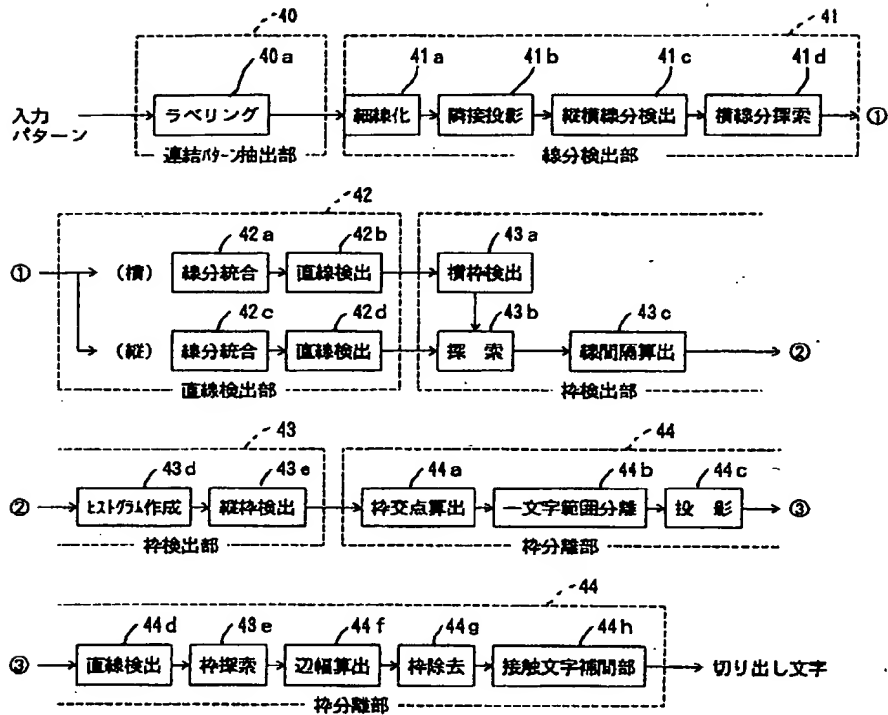 40
41
40a
41a
41b
41c
41d
入力
パターン
ラベリング
細線化
隣接投影
縦横線分検出
横線分探索
①
連結パターン抽出部
線分検出部
42
42a
42b
43a
①
(横)
線分統合
直線検出
横枠検出
42c
42d
43b
43c
(縦)
線分統合
直線検出
探 索
線間隔算出
②
直線検出部
枠検出部
43
44
43d
43e
44a
44b
44c
②
ヒストグラム作成
縦枠検出
枠交点算出
一文字範囲分離
投 影
③
枠検出部
枠分離部
44
44d
43e
44f
44g
44h
③
直線検出
枠探索
辺幅算出
枠除去
接触文字補間部
切り出し文字
枠分離部